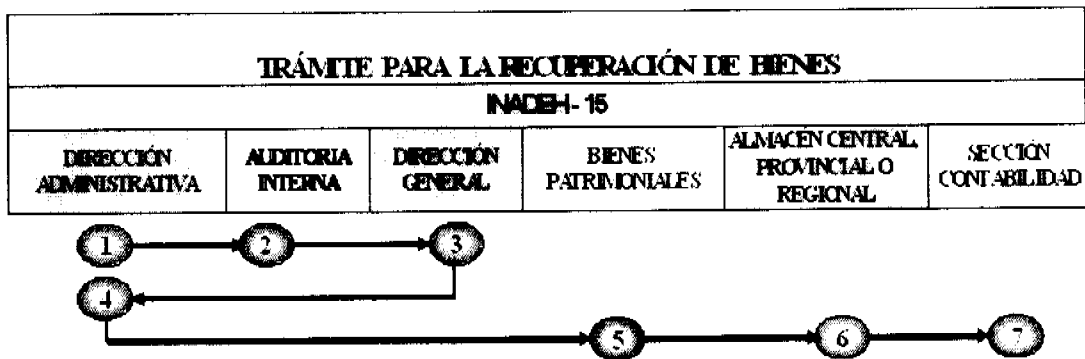 TRÁMITE PARA LA RECUPERACIÓN DE BIENES
INADEH - 15
DIRECCIÓN
ADMINISTRATIVA
AUDITORIA
INTERNA
DIRECCIÓN
GENERAL
BIENES
PATRIMONIALES
ALMACÉN CENTRAL,
PROVINCIAL O
REGIONAL
SECCIÓN
CONTABILIDAD
1
2
3
4
5
6
7